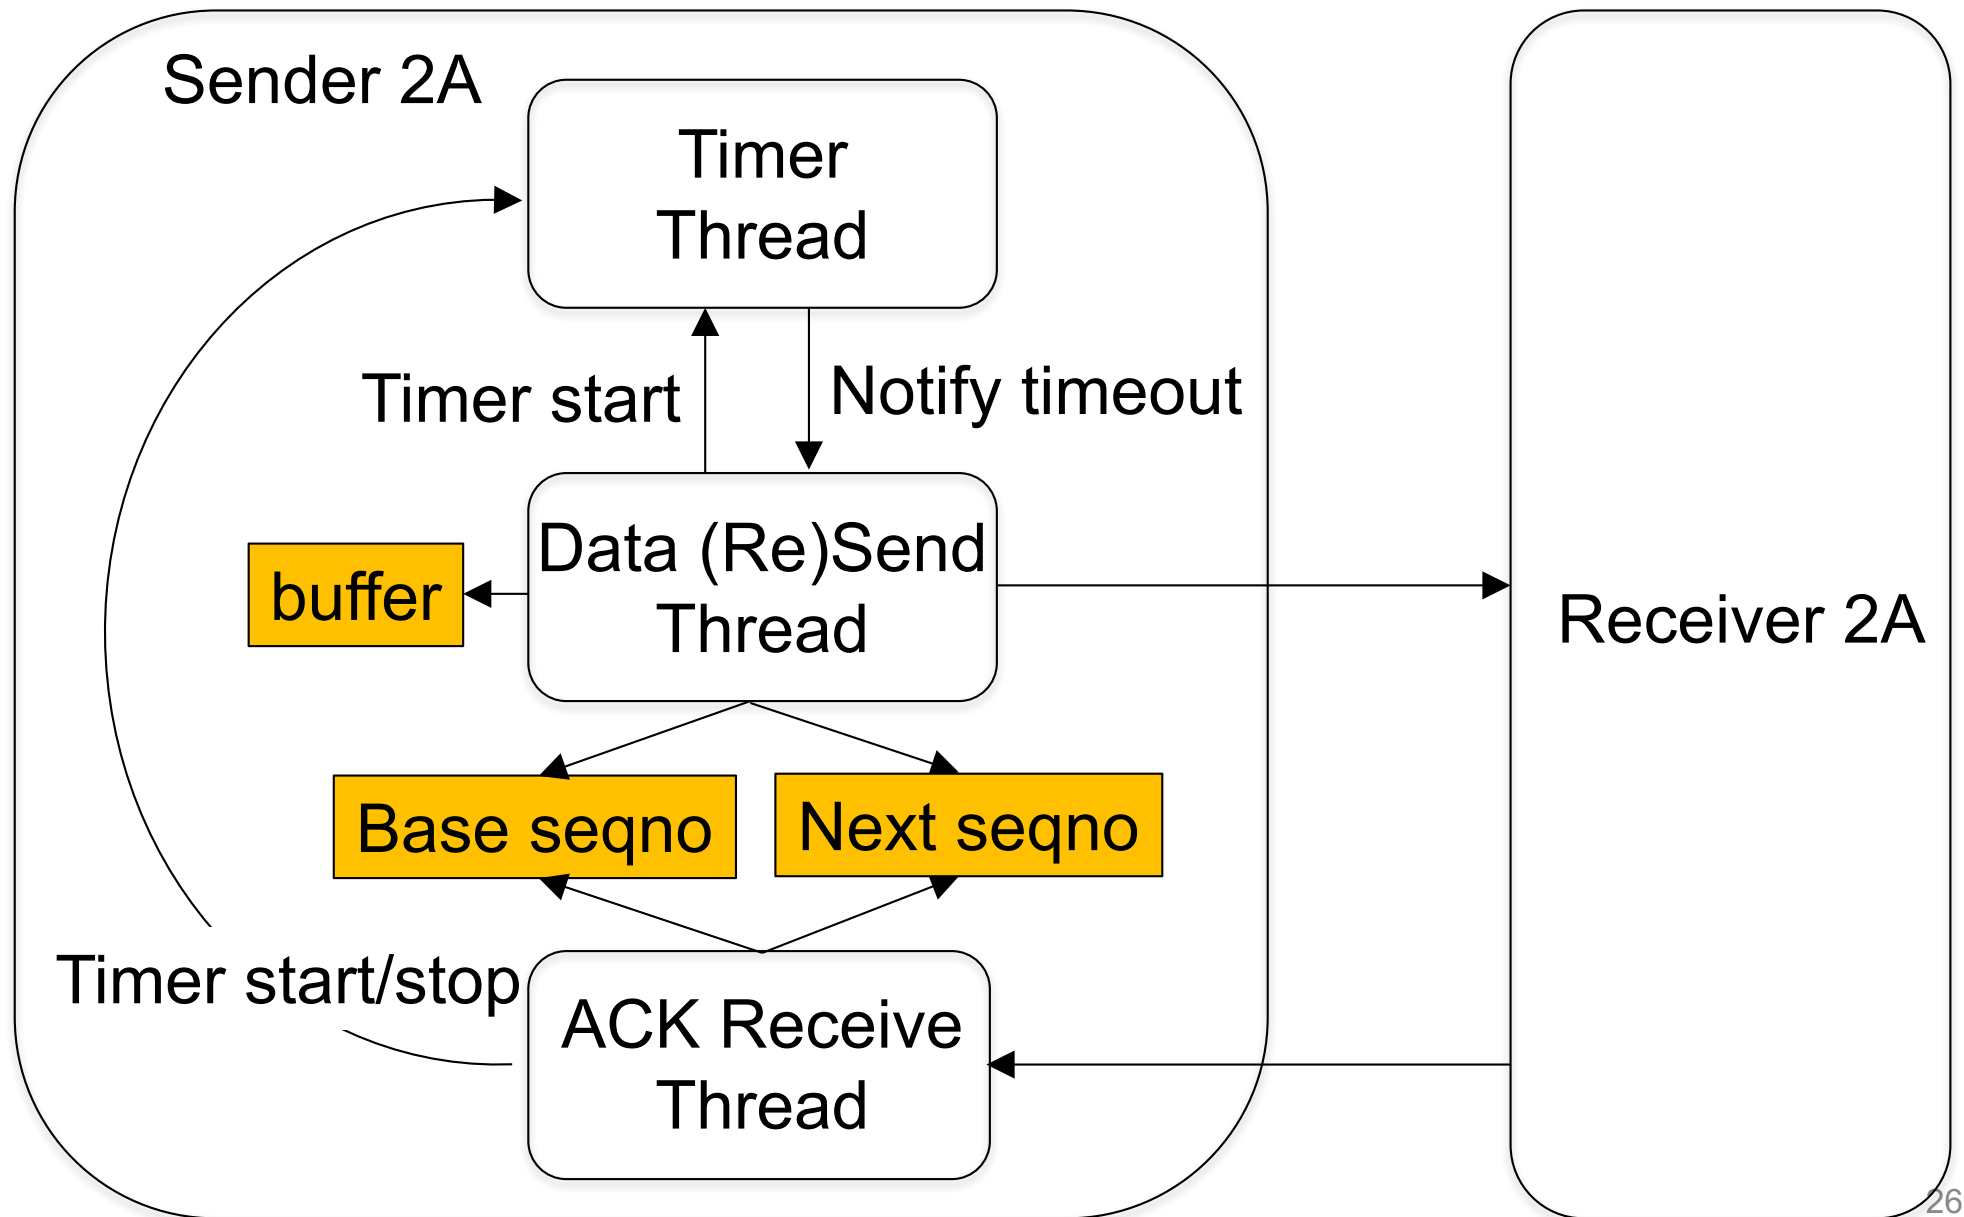 Sender 2A
Timer
Thread
Timer start
Notify timeout
Data (Re)Send
Thread
buffer
Receiver 2A
Base seqno
Next seqno
Timer start/stop
ACK Receive
Thread
26